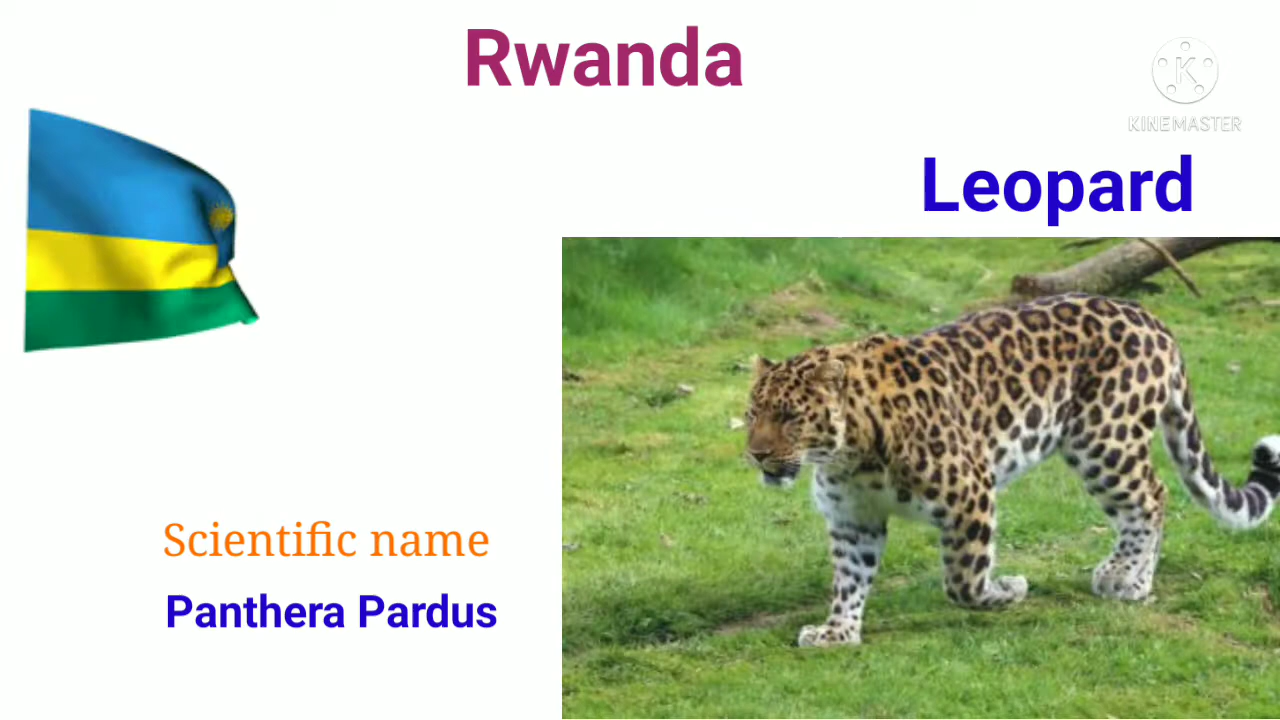 Rwanda
K
KINEMASTER
Leopard
Scientific name
Panthera Pardus